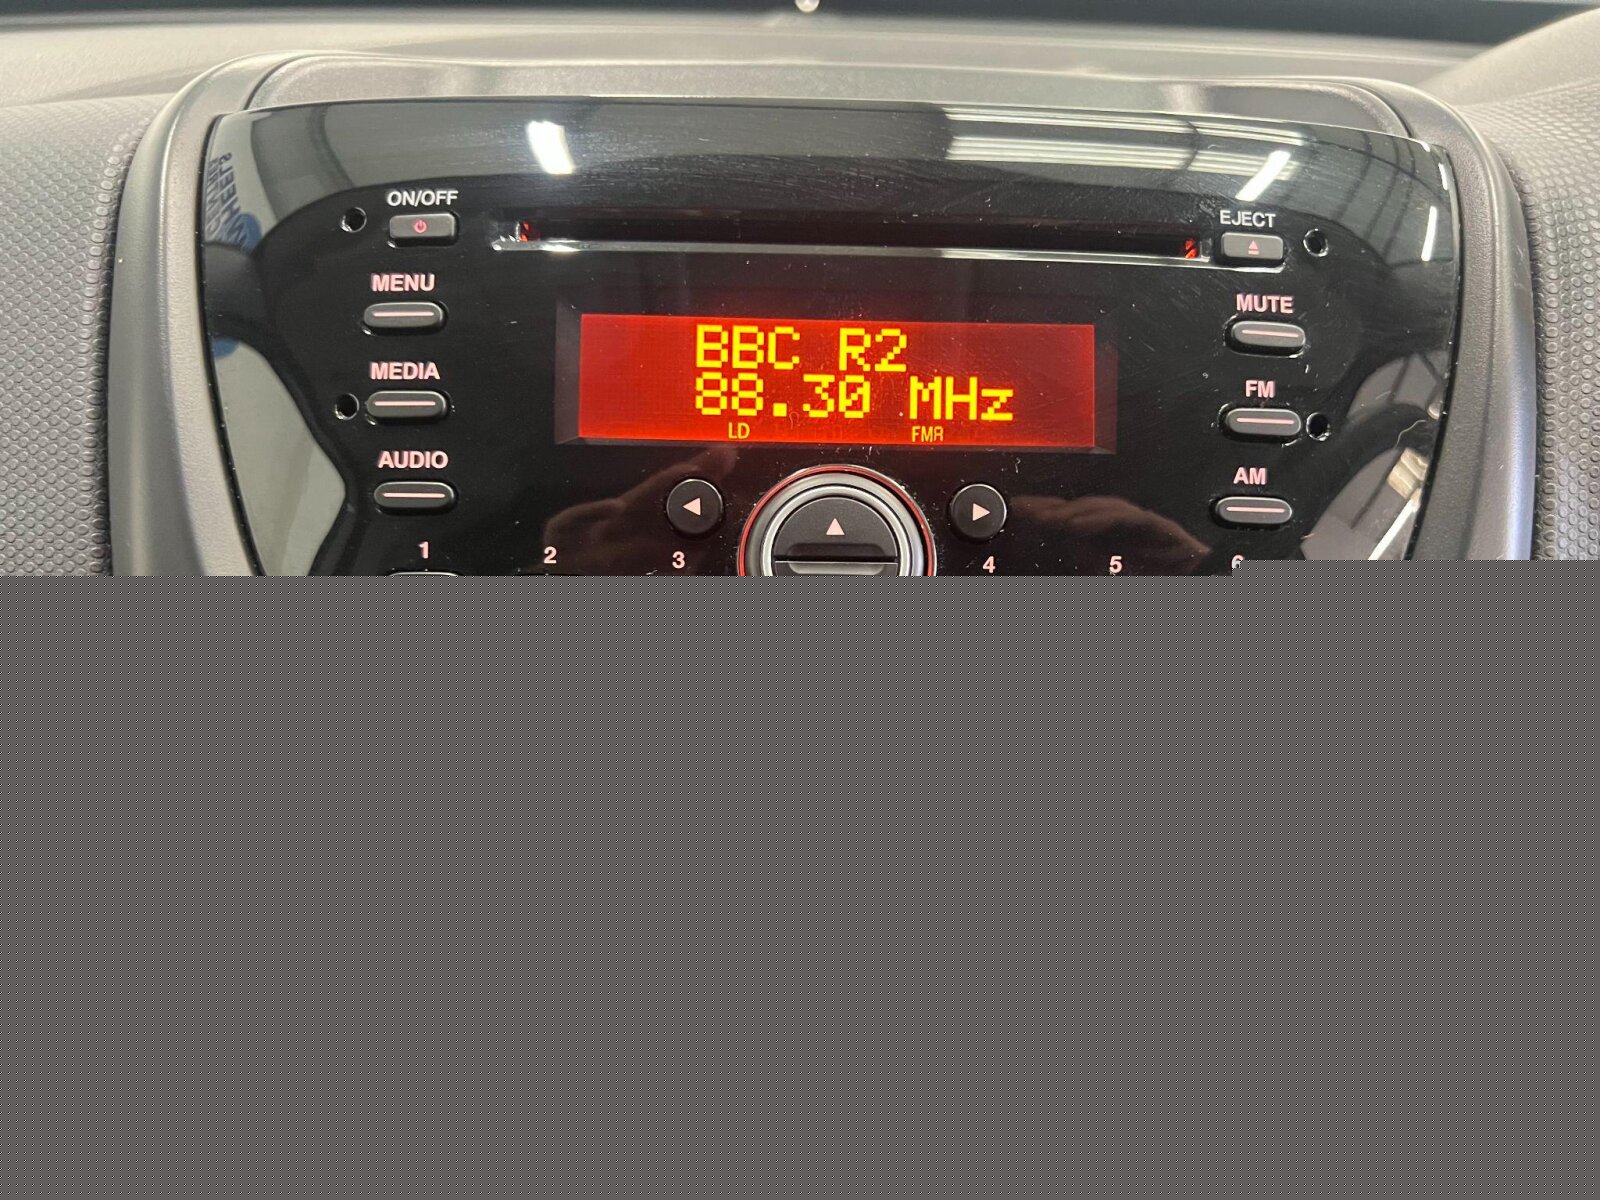 ON/OFF
EJECT
MENU
MUTE
BBC R2
88.30 MHz
LD FMR
MEDIA
FM
AUDIO
AM
1 2 3 4 5 6